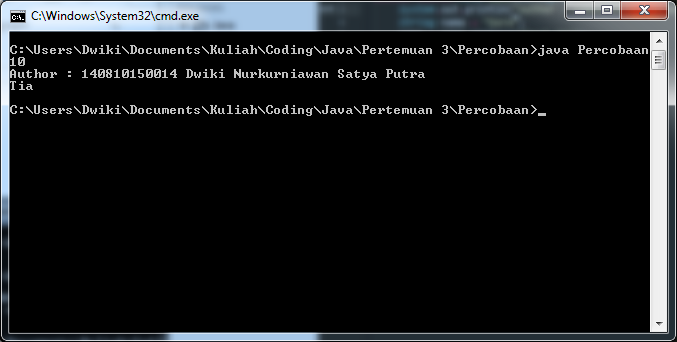 C:\Windows\System32\cmd.exe
C:\Users\Dwiki\Documents\Kuliah\Coding\Java\Pertemuan 3\Percobaan>java Percobaan
10
Author : 140810150014 Dwiki Nurkurniawan Satya Putra
Tia
C:\Users\Dwiki\Documents\Kuliah\Coding\Java\Pertemuan 3\Percobaan>_